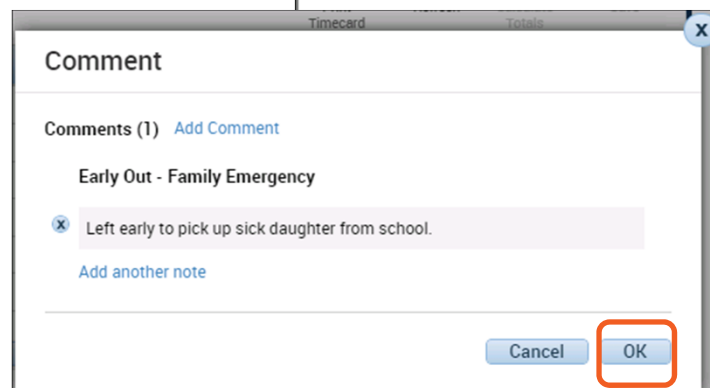 Timecard
Totals
X
Comment
Comments (1) Add Comment
Early Out - Family Emergency
X Left early to pick up sick daughter from school.
Add another note
Cancel OK